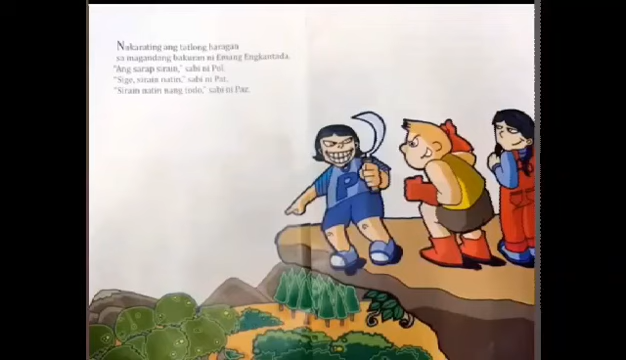 Nakarating ang tatlong haragan
sa magandang bakuran ni Emang Engkantada.
"Ang sarap sirain," sabi ni Pol.
"Sige, sirain natin," sabi ni Pat.
"Sirain natin nang todo," sabi ni Paz.
P